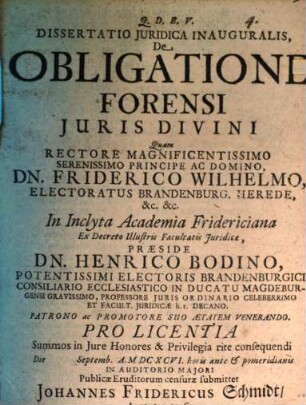 Q. D. B. V. 4.
DISSERTATIO JURIDICA INAUGURALIS,
De
OBLIGATIONE
FORENSI
JURIS DIVINI
Quam
RECTORE MAGNIFICENTISSIMO
SERENISSIMO PRINCIPE AC DOMINO,
DN. FRIDERICO WILHELMO,
ELECTORATUS BRANDENBURG. HEREDE,
&c. &c.
In Inclyta Academia Fridericiana
Ex Decreto Illustris Facultatis Juridicæ,
PRÆSIDE
DN. HENRICO BODINO,
POTENTISSIMI ELECTORIS BRANDENBURGICI
CONSILIARIO ECCLESIASTICO IN DUCATU MAGDEBUR-
GENSI GRAVISSIMO, PROFESSORE JURIS ORDINARIO CELEBERRIMO
ET FACULT. JURIDICÆ h.t. DECANO.
PATRONO ac PROMOTORE SUO ÆTATEM VENERANDO.
PRO LICENTIA
Summos in Jure Honores & Privilegia rite consequendi
Die Septemb. A. M DC XCVI. horis ante & pomeridianis
IN AUDITORIO MAJORI
Publicæ Eruditorum censuræ submittet
JOHANNES FRIDERICUS Schmidt/